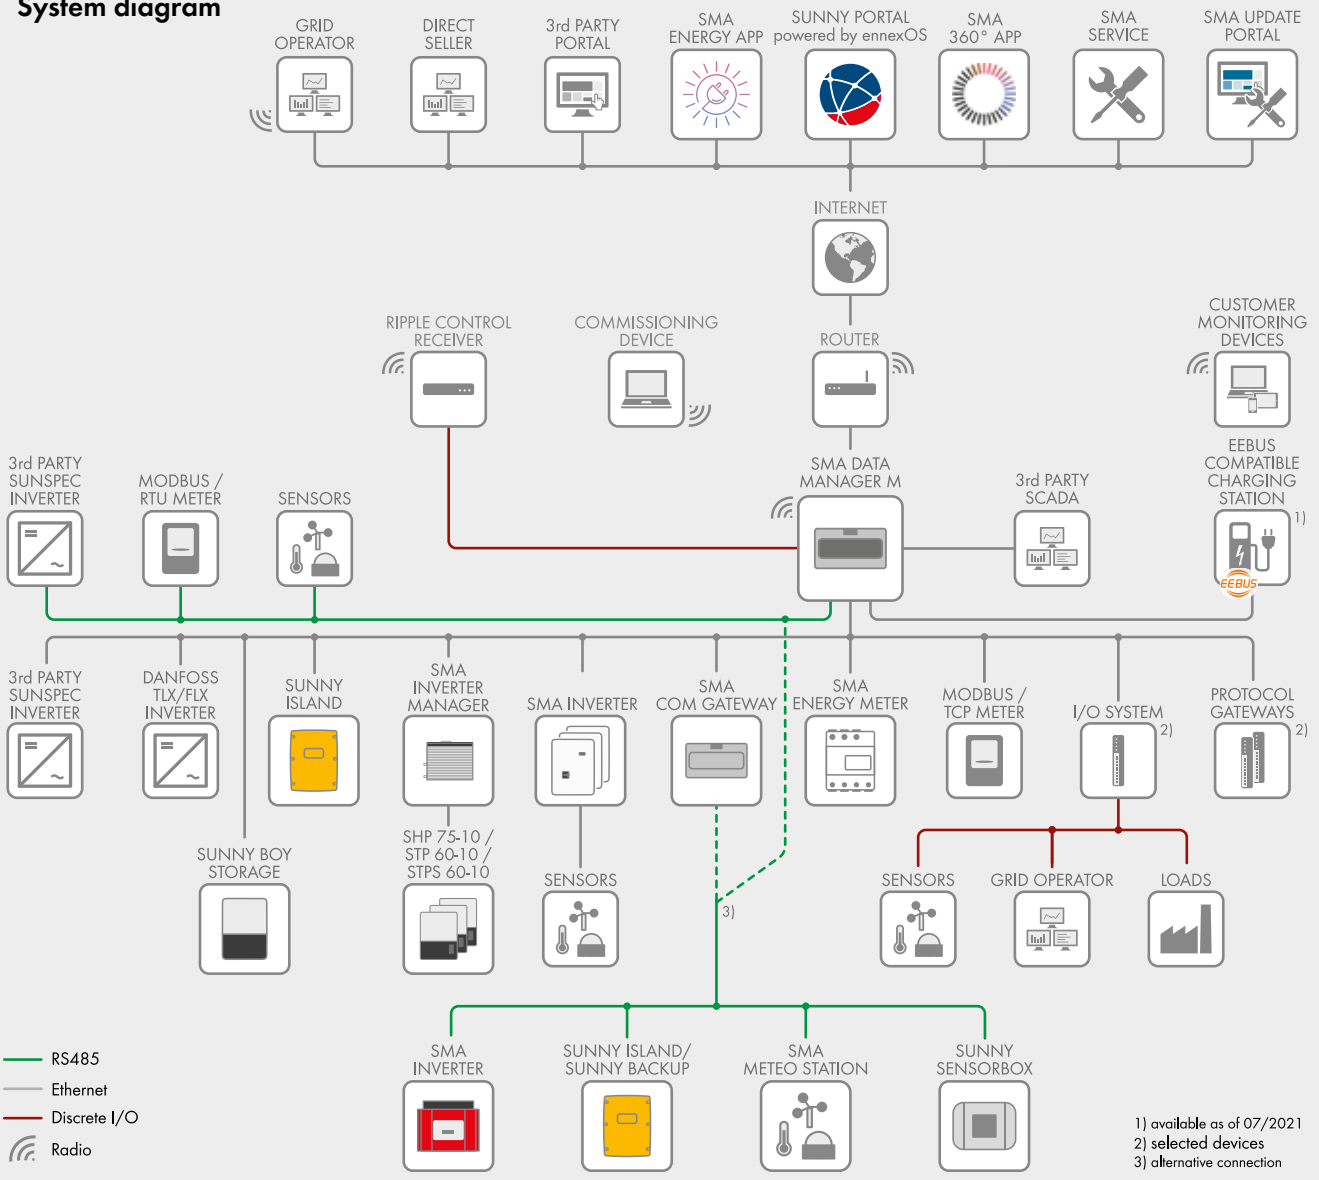 System diagram
GRID
OPERATOR
DIRECT
SELLER
3rd PARTY
PORTAL
SMA
ENERGY APP
SUNNY PORTAL
powered by ennexOS
SMA
360° APP
SMA
SERVICE
SMA UPDATE
PORTAL
INTERNET
RIPPLE CONTROL
RECEIVER
COMMISSIONING
DEVICE
ROUTER
CUSTOMER
MONITORING
DEVICES
3rd PARTY
SUNSPEC
INVERTER
MODBUS /
RTU METER
SENSORS
SMA DATA
MANAGER M
3rd PARTY
SCADA
EEBUS
COMPATIBLE
CHARGING
STATION
1)
EEBUS
3rd PARTY
SUNSPEC
INVERTER
DANFOSS
TLX/FLX
INVERTER
SUNNY
ISLAND
SMA
INVERTER
MANAGER
SMA INVERTER
SMA
COM GATEWAY
SMA
ENERGY METER
MODBUS /
TCP METER
I/O SYSTEM
2)
PROTOCOL
GATEWAYS
2)
SUNNY BOY
STORAGE
SHP 75-10 /
STP 60-10 /
STPS 60-10
SENSORS
3)
SENSORS
GRID OPERATOR
LOADS
SMA
INVERTER
SUNNY ISLAND/
SUNNY BACKUP
SMA
METEO STATION
SUNNY
SENSORBOX
RS485
Ethernet
Discrete I/O
Radio
1) available as of 07/2021
2) selected devices
3) alternative connection